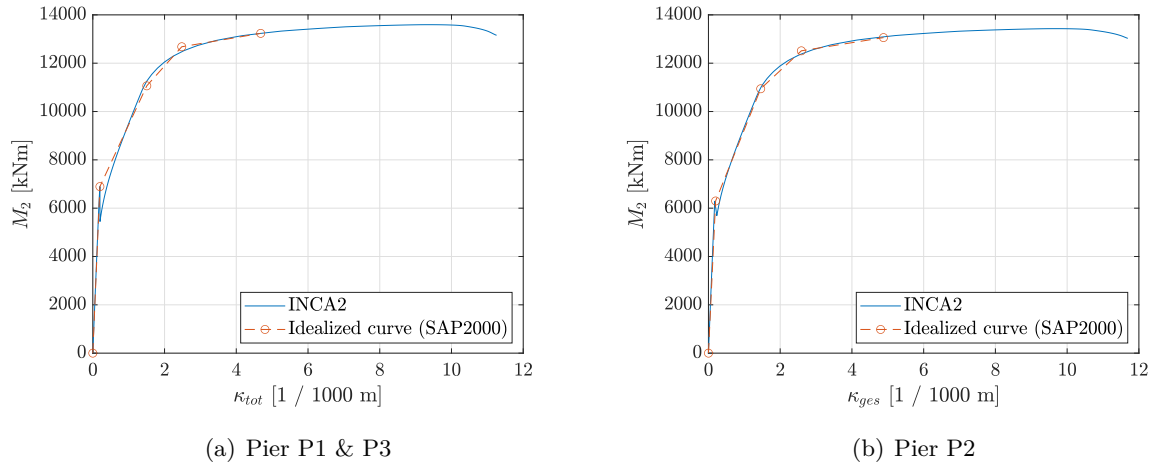 14000
12000
10000
8000
6000
4000
2000
0
M2 [kNm]
0 2 4 6 8 10 12
κtot [1 / 1000 m]
INCA2
Idealized curve (SAP2000)
(a) Pier P1 & P3
14000
12000
10000
8000
6000
4000
2000
0
M2 [kNm]
0 2 4 6 8 10 12
κges [1 / 1000 m]
INCA2
Idealized curve (SAP2000)
(b) Pier P2